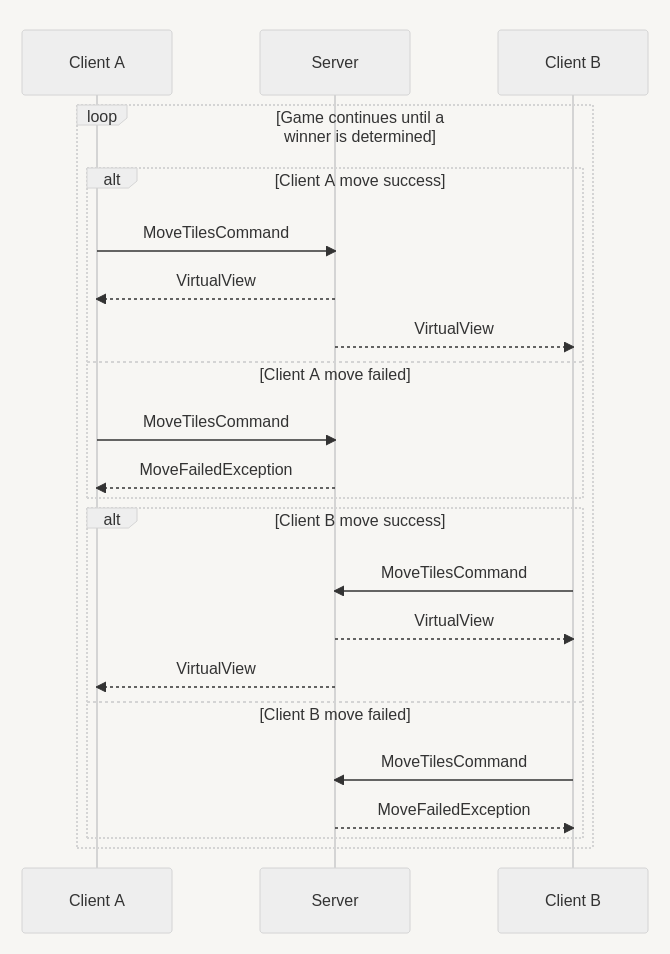 Client A
Server
Client B
loop
[Game continues until a
winner is determined]
alt
[Client A move success]
MoveTilesCommand
VirtualView
VirtualView
[Client A move failed]
MoveTilesCommand
MoveFailedException
alt
[Client B move success]
MoveTilesCommand
VirtualView
VirtualView
[Client B move failed]
MoveTilesCommand
MoveFailedException
Client A
Server
Client B